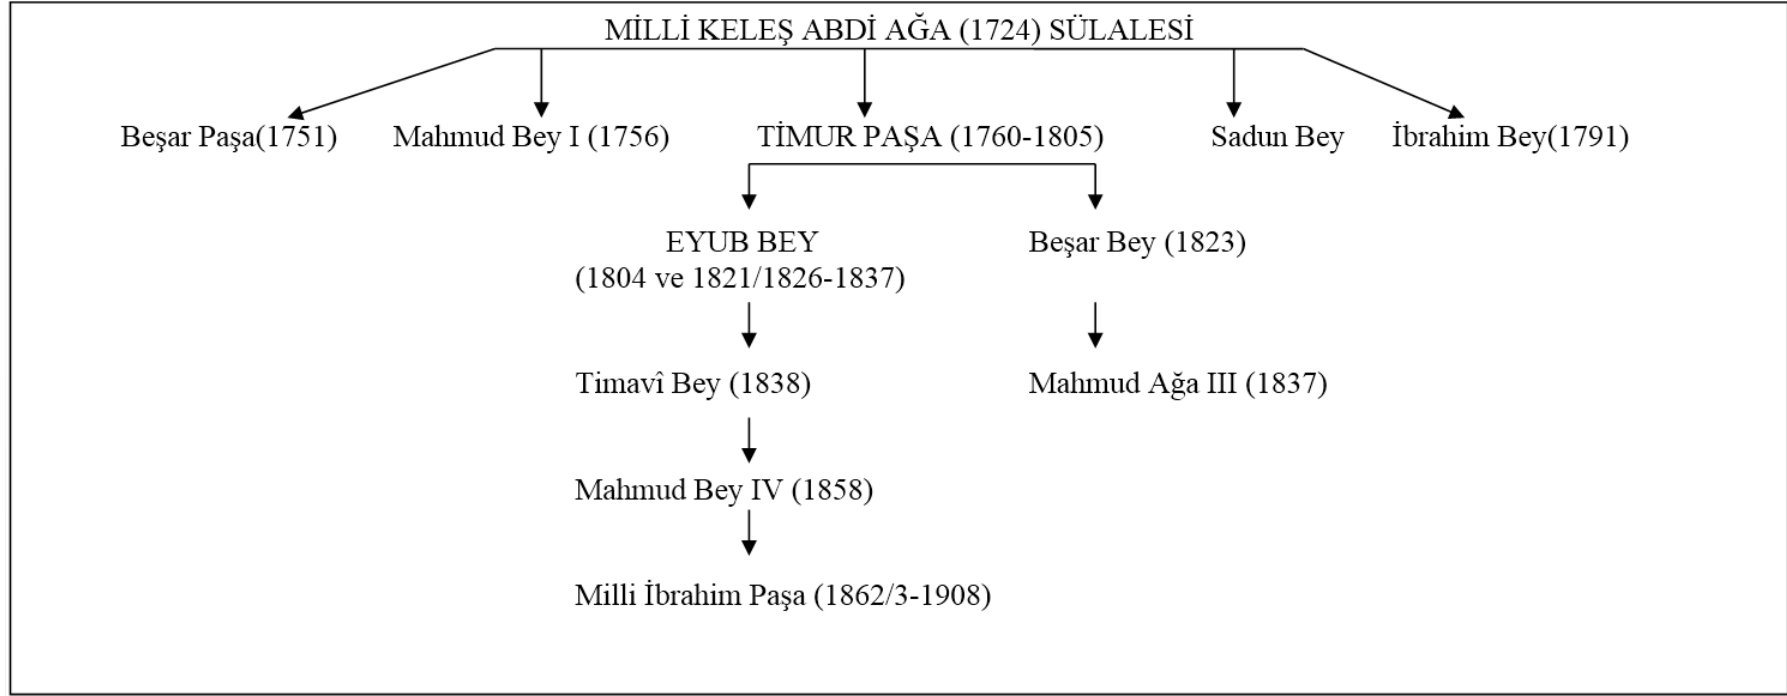 MİLLİ KELEŞ ABDİ AĞA (1724) SÜLALESİ
Beşar Paşa(1751) Mahmud Bey I (1756) TİMUR PAŞA (1760-1805) Sadun Bey İbrahim Bey(1791)
EYUB BEY Beşar Bey (1823)
(1804 ve 1821/1826-1837)
Timavî Bey (1838) Mahmud Ağa III (1837)
Mahmud Bey IV (1858)
Milli İbrahim Paşa (1862/3-1908)